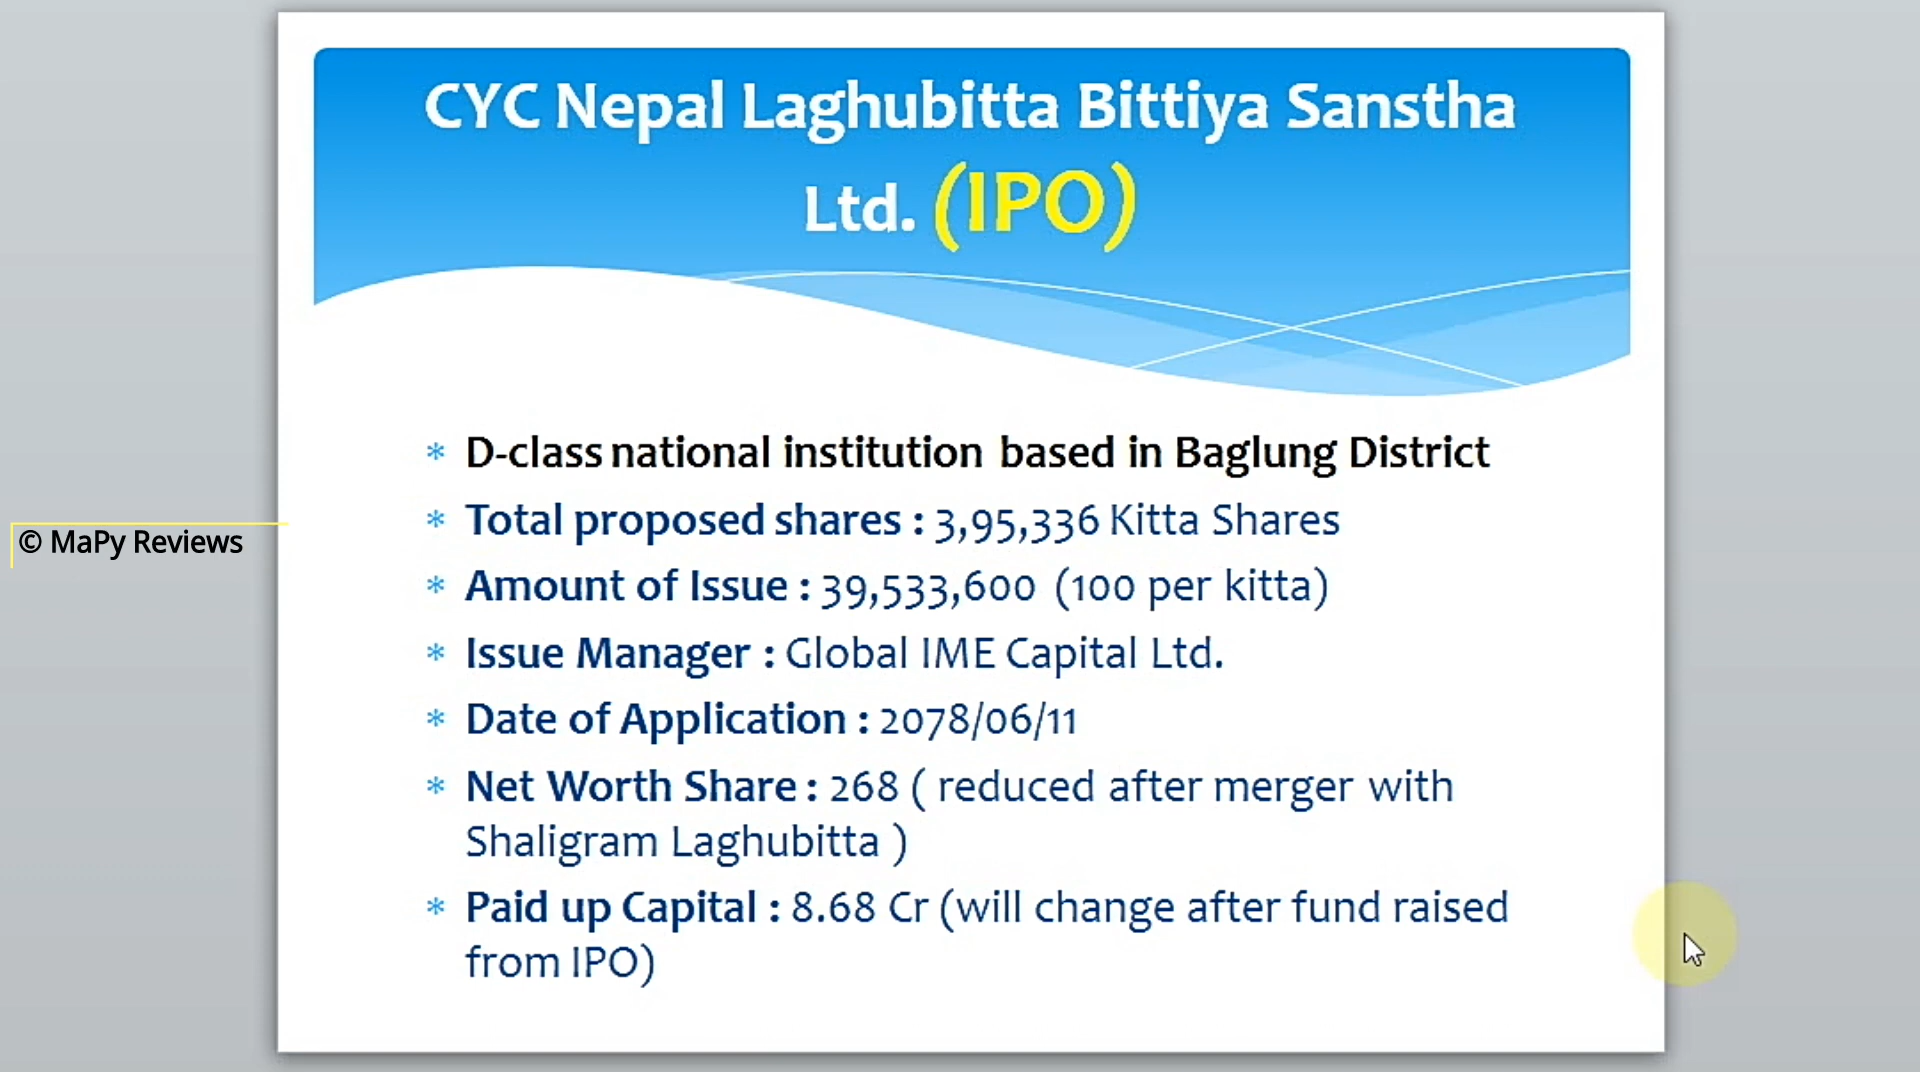 CYC Nepal Laghubitta Bittiya Sanstha
Ltd. (IPO)
* D-class national institution based in Baglung District
* Total proposed shares : 3,95,336 Kitta Shares
© MaPy Reviews
* Amount of Issue : 39,533,600 (100 per kitta)
* Issue Manager : Global IME Capital Ltd.
* Date of Application : 2078/06/11
* Net Worth Share : 268 ( reduced after merger with
Shaligram Laghubitta )
* Paid up Capital : 8.68 Cr (will change after fund raised
from IPO)